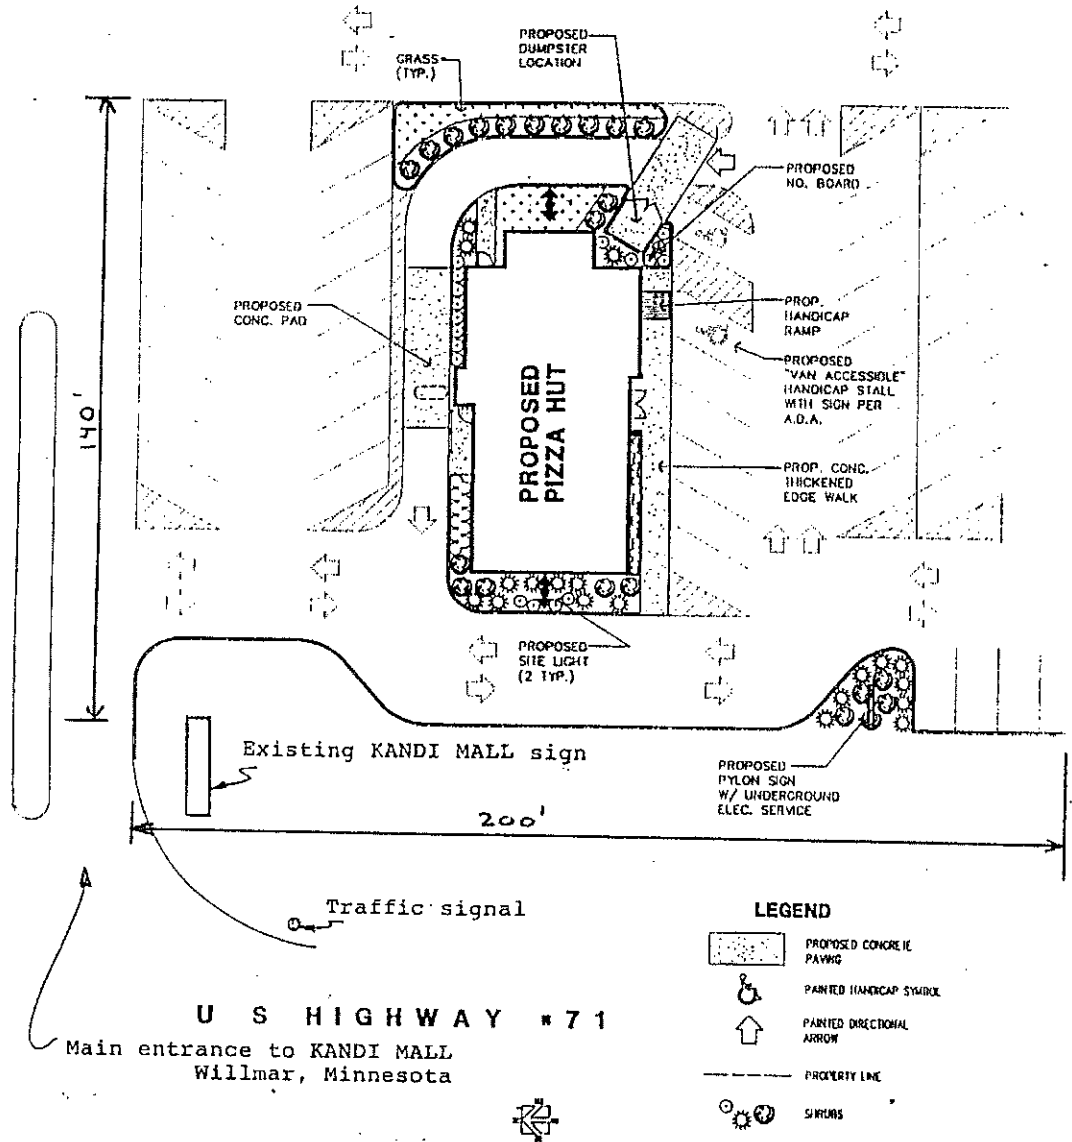 PROPOSED
DUMPSTER
LOCATION
GRASS
(TYP.)
PROPOSED
NO. BOARD
PROPOSED
CONC. PAD
PROP.
HANDICAP
RAMP
PROPOSED
"VAN ACCESSIBLE"
HANDICAP STALL
WITH SIGN PER
A.D.A.
140'
PROPOSED
PIZZA HUT
PROP. CONC.
THICKENED
EDGE WALK
PROPOSED
SITE LIGHT
(2 TYP.)
Existing KANDI MALL sign
PROPOSED
PYLON SIGN
W/ UNDERGROUND
ELEC. SERVICE
200'
Traffic signal
LEGEND
PROPOSED CONCRETE
PAVING
PAINTED HANDICAP SYMBOL
PAINTED DIRECTIONAL
ARROW
PROPERTY LINE
SHRUBS
U S HIGHWAY #71
Main entrance to KANDI MALL
Willmar, Minnesota